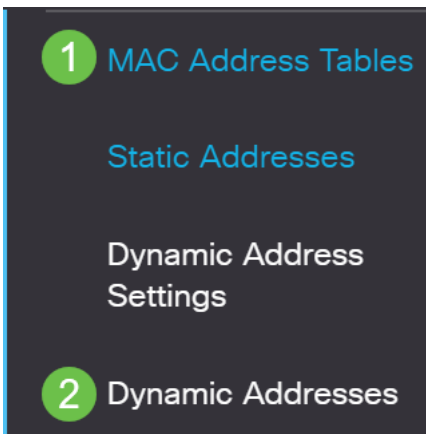 1 MAC Address Tables
Static Addresses
Dynamic Address
Settings
2 Dynamic Addresses